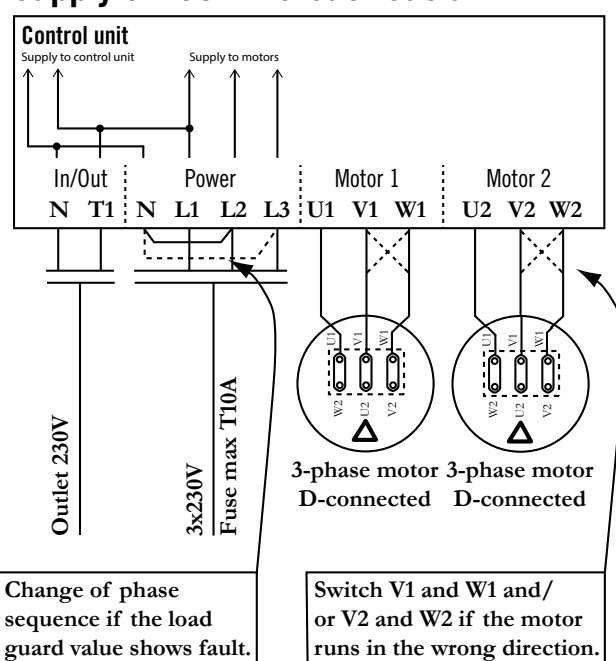 Control unit
Supply to control unit
Supply to motors
In/Out Power Motor 1 Motor 2
N T1 N L1 L2 L3 U1 V1 W1 U2 V2 W2
U1 V1 W1
W2 U2 V2
U1 V1 W1
W2 U2 V2
Outlet 230V
3x230V
Fuse max T10A
3-phase motor
D-connected
3-phase motor
D-connected
Change of phase
sequence if the load
guard value shows fault.
Switch V1 and W1 and/
or V2 and W2 if the motor
runs in the wrong direction.